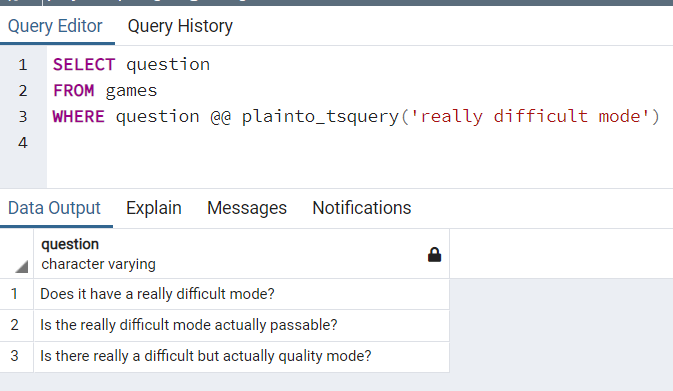 Query Editor Query History
1 SELECT question
2 FROM games
3 WHERE question @@ plainto_tsquery('really difficult mode')
4
Data Output Explain Messages Notifications
question
character varying
1 Does it have a really difficult mode?
2 Is the really difficult mode actually passable?
3 Is there really a difficult but actually quality mode?